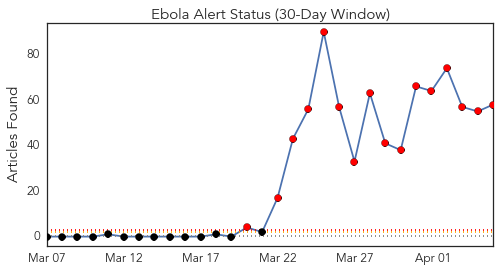 Ebola Alert Status (30-Day Window)
Articles Found
80
60
40
20
0
Mar 07 Mar 12 Mar 17 Mar 22 Mar 27 Apr 01